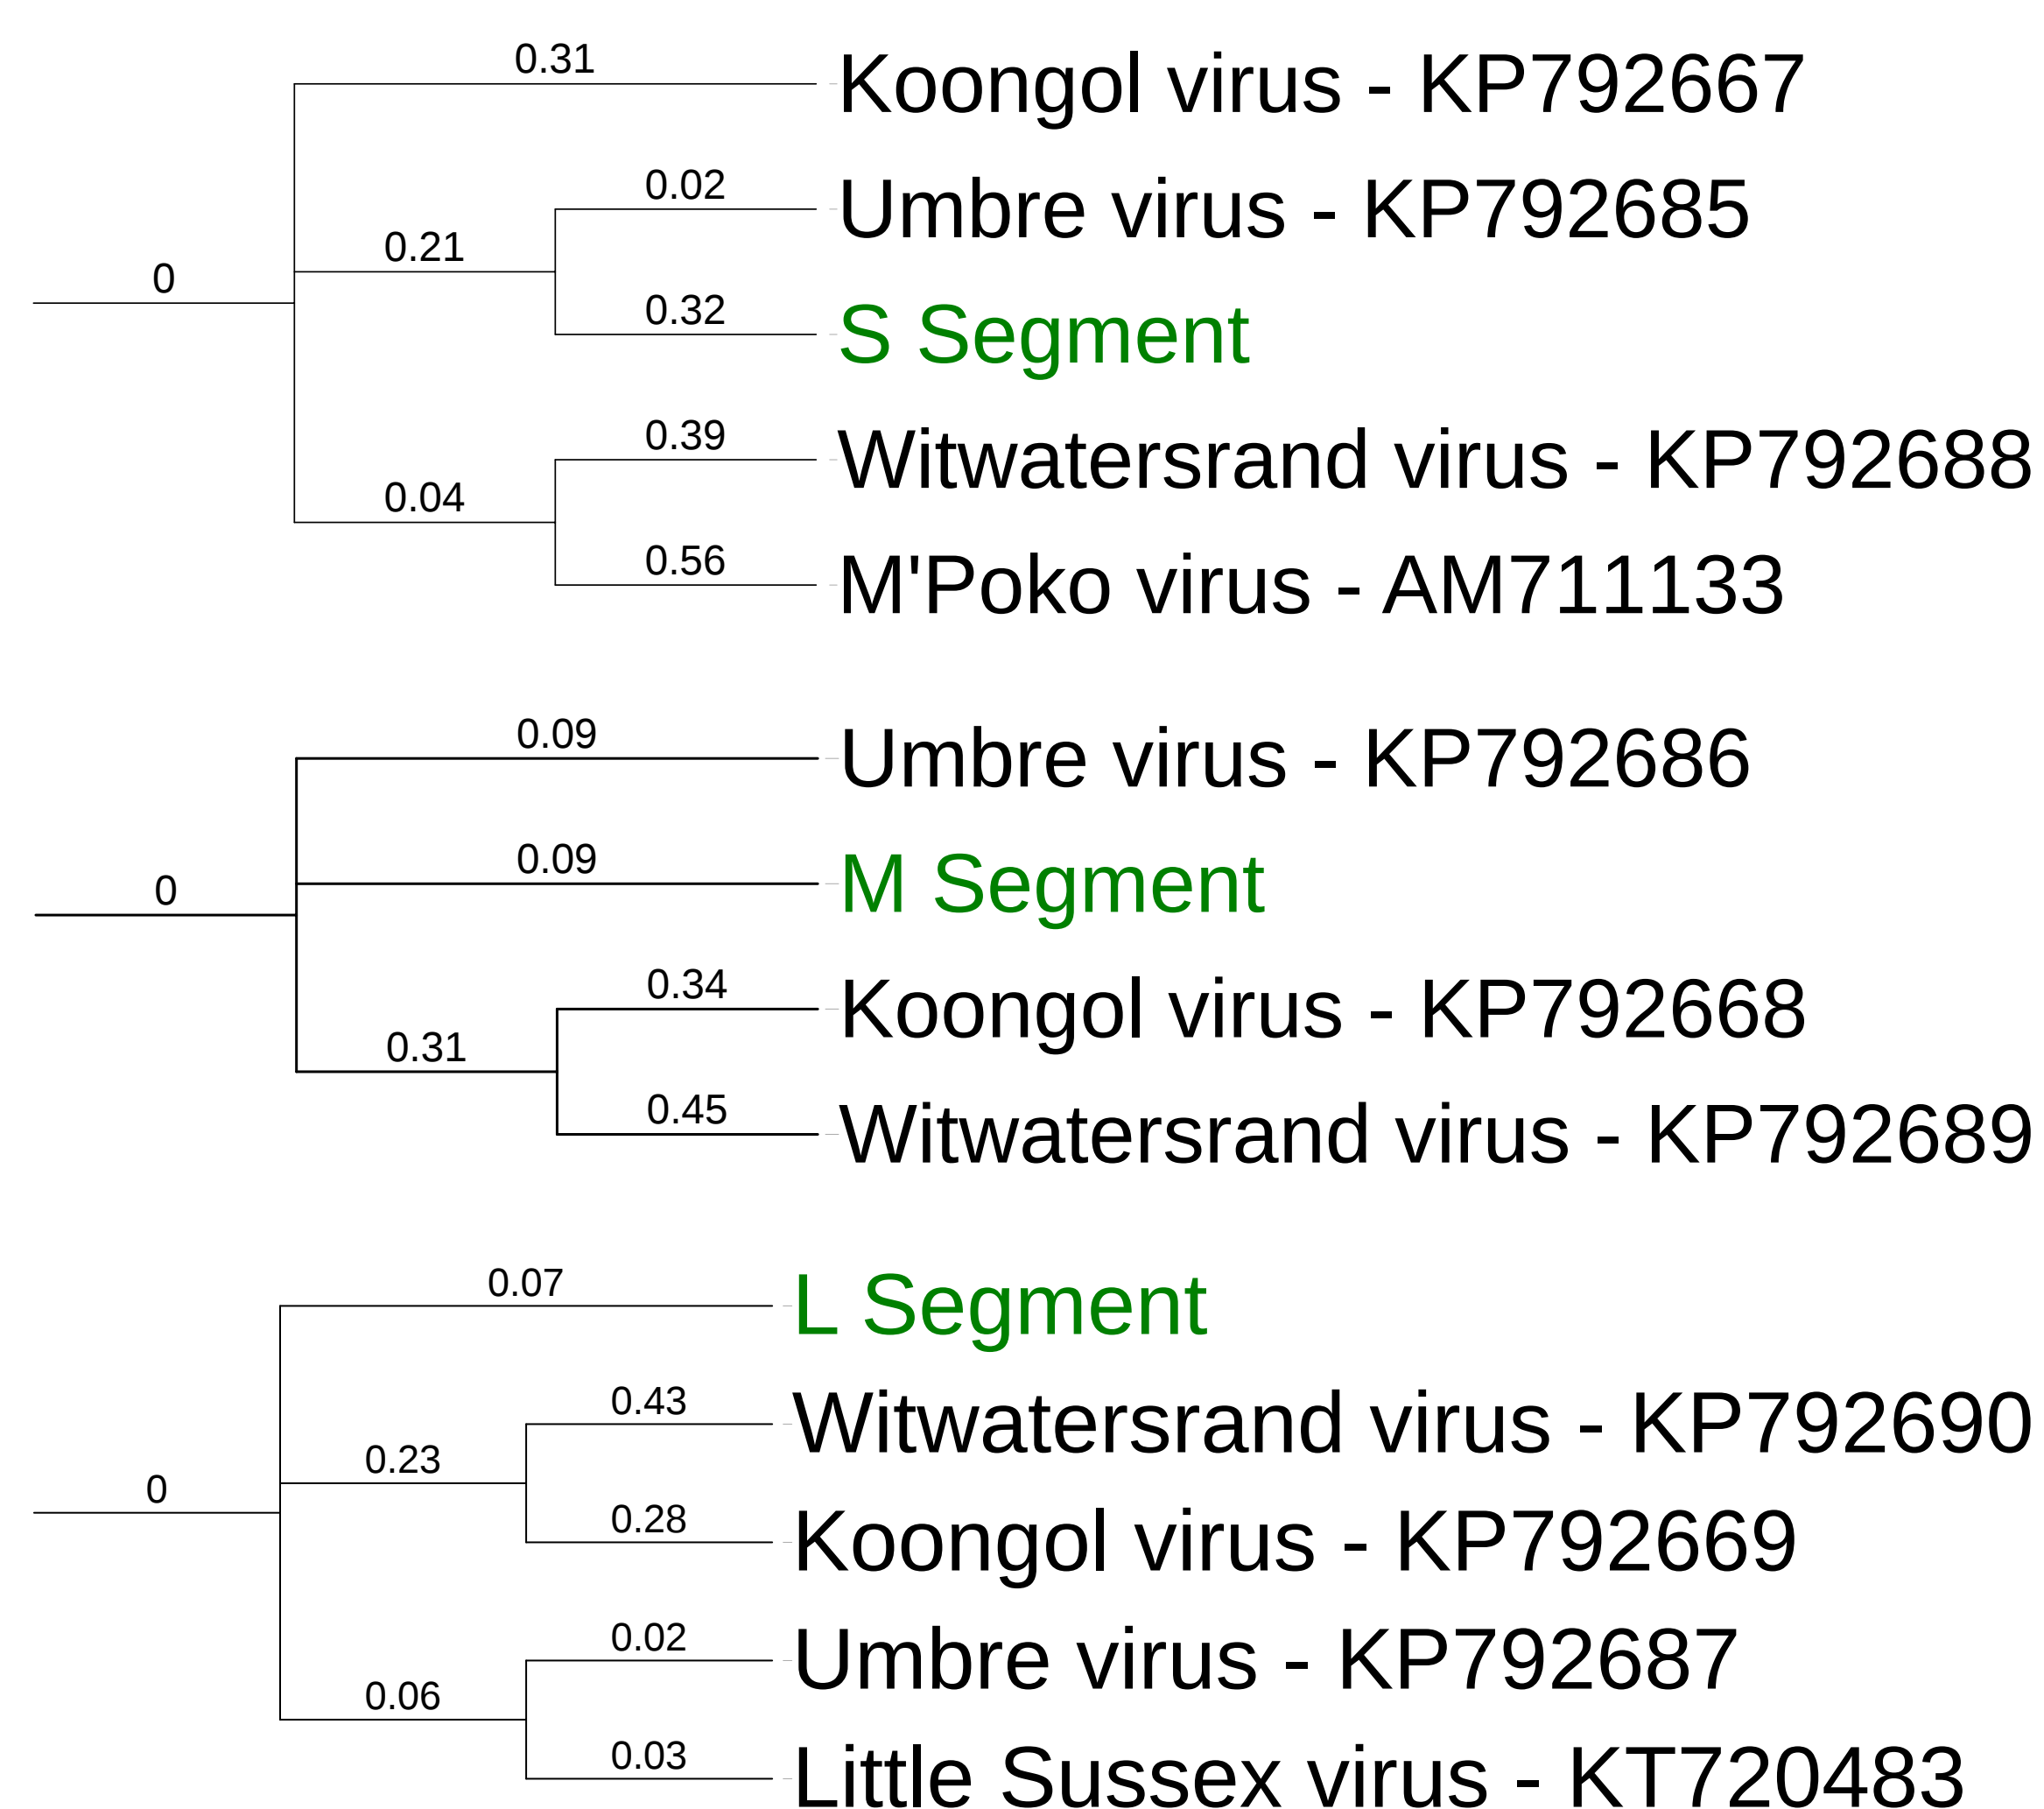 0.31
Koongol virus - KP792667
0.02
Umbre virus - KP792685
0.21
0
0.32
S Segment
0.39
Witwatersrand virus - KP792688
0.04
0.56
M'Poko virus - AM711133
0.09
Umbre virus - KP792686
0.09
M Segment
0
0.34
Koongol virus - KP792668
0.31
0.45
Witwatersrand virus - KP792689
0.07
L Segment
0.43
Witwatersrand virus - KP792690
0.23
0
0.28
Koongol virus - KP792669
0.02
Umbre virus - KP792687
0.06
0.03
Little Sussex virus - KT720483